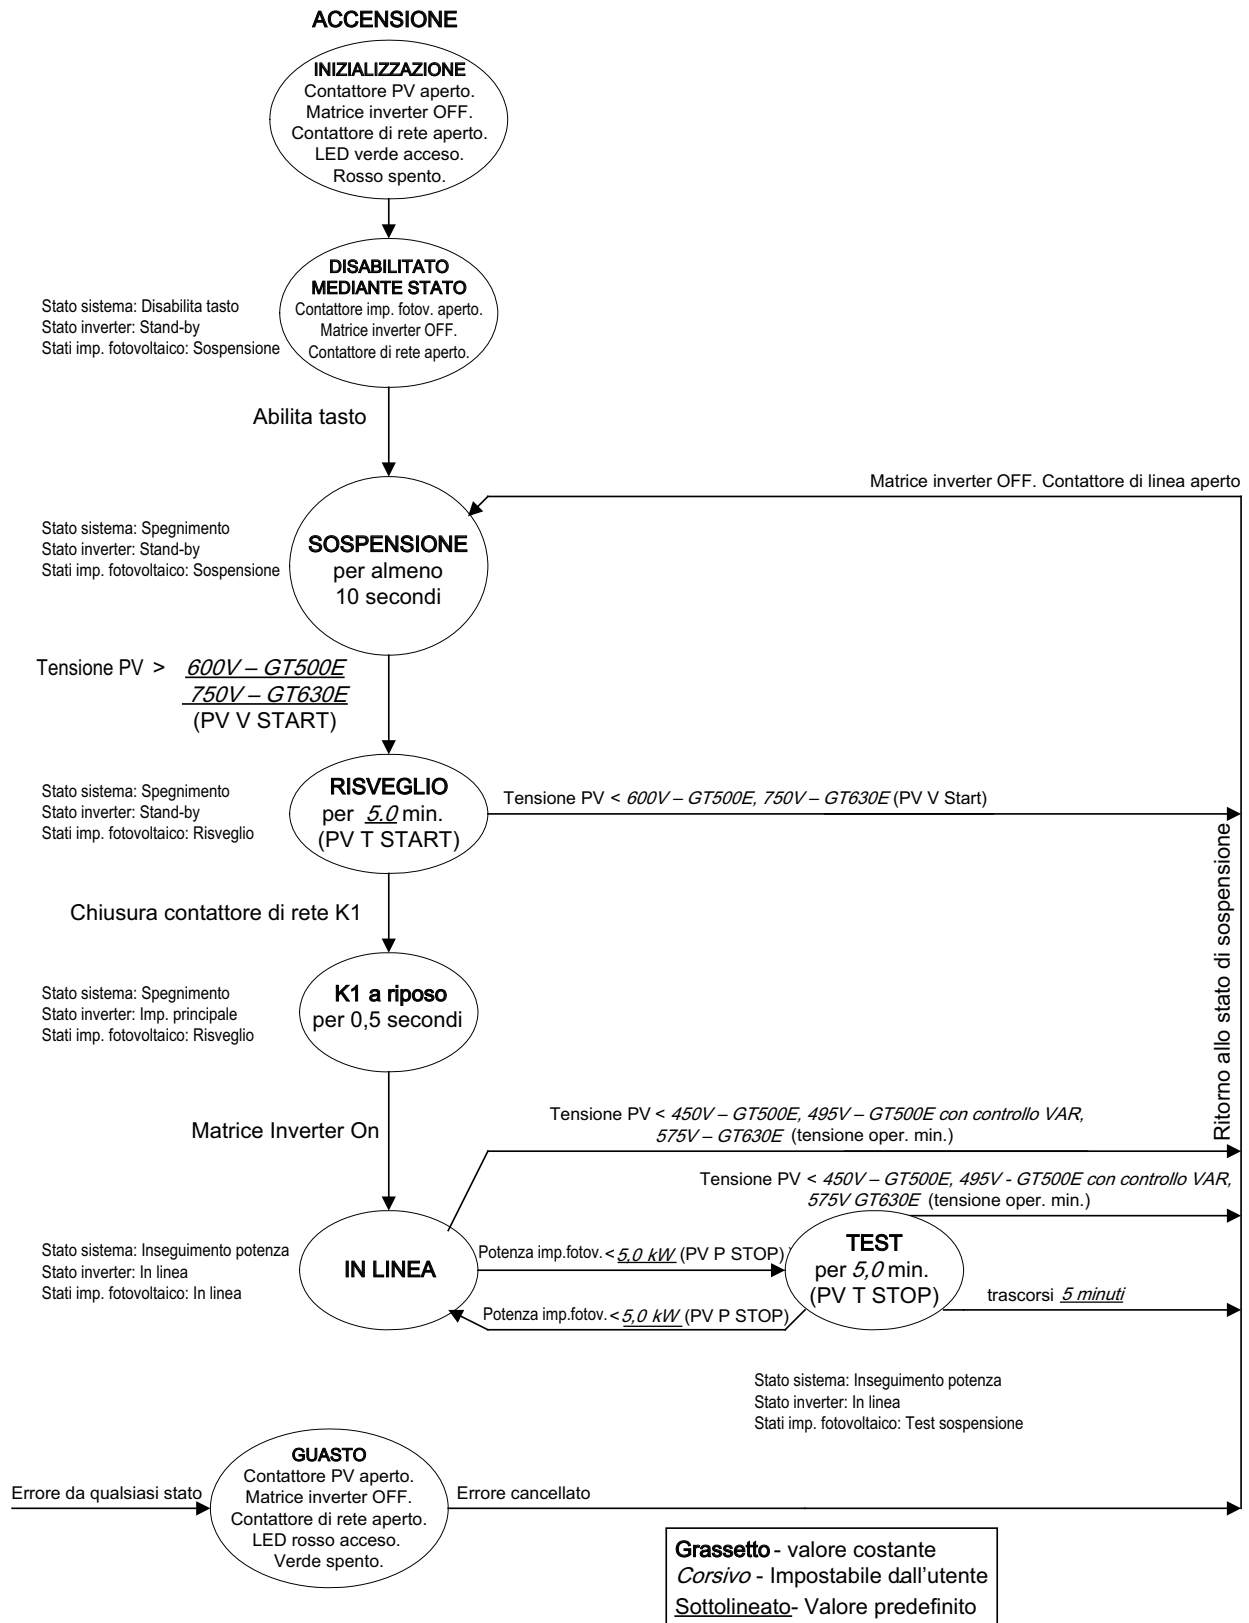 ACCENSIONE
INIZIALIZZAZIONE
Contattore PV aperto.
Matrice inverter OFF.
Contattore di rete aperto.
LED verde acceso.
Rosso spento.
DISABILITATO
MEDIANTE STATO
Contattore imp. fotov. aperto.
Matrice inverter OFF.
Contattore di rete aperto.
Stato sistema: Disabilita tasto
Stato inverter: Stand-by
Stati imp. fotovoltaico: Sospensione
Abilita tasto
Matrice inverter OFF. Contattore di linea aperto
Stato sistema: Spegnimento
Stato inverter: Stand-by
Stati imp. fotovoltaico: Sospensione
SOSPENSIONE
per almeno
10 secondi
Tensione PV > 600V – GT500E
750V – GT630E
(PV V START)
Stato sistema: Spegnimento
Stato inverter: Stand-by
Stati imp. fotovoltaico: Risveglio
RISVEGLIO
per 5.0 min.
(PV T START)
Tensione PV < 600V – GT500E, 750V – GT630E (PV V Start)
Ritorno allo stato di sospensione
Chiusura contattore di rete K1
Stato sistema: Spegnimento
Stato inverter: Imp. principale
Stati imp. fotovoltaico: Risveglio
K1 a riposo
per 0,5 secondi
Matrice Inverter On
Tensione PV < 450V – GT500E, 495V – GT500E con controllo VAR,
575V – GT630E (tensione oper. min.)
Tensione PV < 450V – GT500E, 495V - GT500E con controllo VAR,
575V GT630E (tensione oper. min.)
Stato sistema: Inseguimento potenza
Stato inverter: In linea
Stati imp. fotovoltaico: In linea
IN LINEA
Potenza imp.fotov. < 5,0 kW (PV P STOP)
Potenza imp.fotov. < 5,0 kW (PV P STOP)
TEST
per 5,0 min.
(PV T STOP)
trascorsi 5 minuti
Stato sistema: Inseguimento potenza
Stato inverter: In linea
Stati imp. fotovoltaico: Test sospensione
Errore da qualsiasi stato
GUASTO
Contattore PV aperto.
Matrice inverter OFF.
Contattore di rete aperto.
LED rosso acceso.
Verde spento.
Errore cancellato
Grassetto - valore costante
Corsivo - Impostabile dall'utente
Sottolineato- Valore predefinito